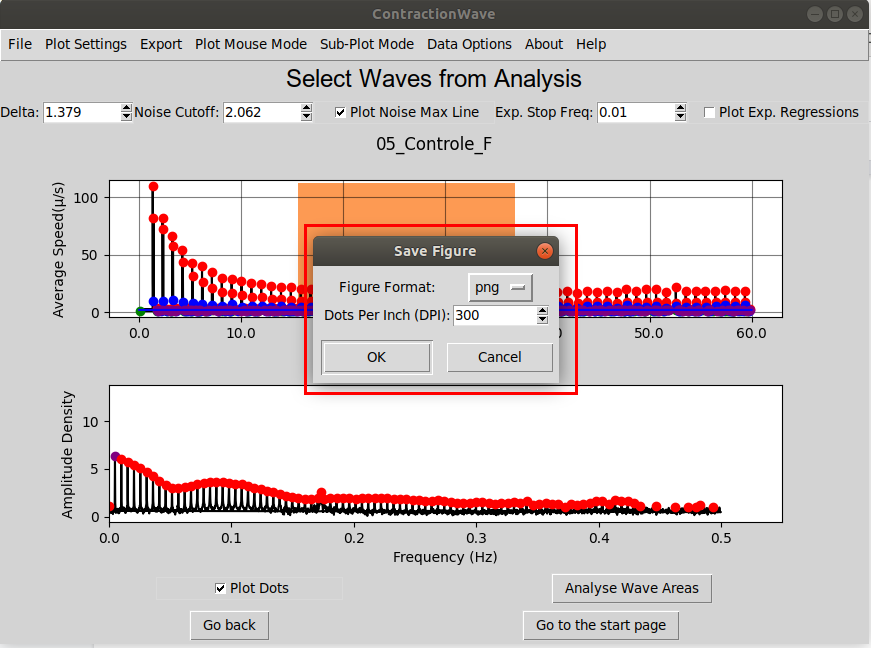 ContractionWave
File Plot Settings Export Plot Mouse Mode Sub-Plot Mode Data Options About Help
Select Waves from Analysis
Delta: 1.379 Noise Cutoff: 2.062 Plot Noise Max Line Exp. Stop Freq: 0.01 Plot Exp. Regressions
05_Controle_F
Average Speed(μ/s)
100
50
0
0.0 10.0 0 50.0 60.0
Save Figure
Figure Format: png
Dots Per Inch (DPI): 300
OK Cancel
Amplitude Density
10
5
0
0.0 0.1 0.2 0.3 0.4 0.5
Frequency (Hz)
Plot Dots Analyse Wave Areas
Go back Go to the start page